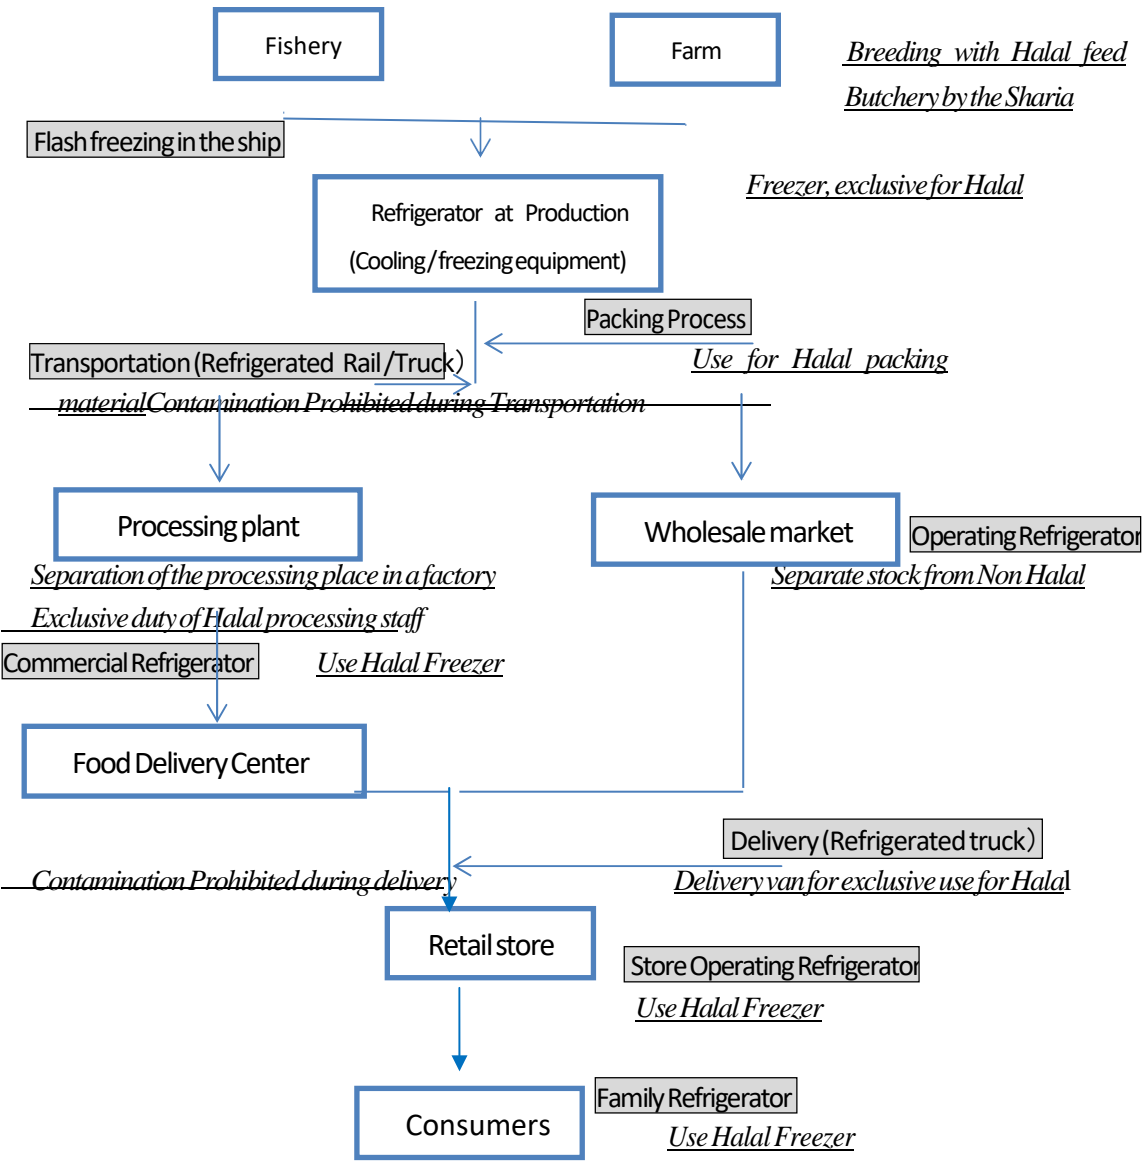 Fishery
Farm
Breeding with Halal feed
Butchery by the Sharia
Flash freezing in the ship
Freezer, exclusive for Halal
Refrigerator at Production
(Cooling / freezing equipment)
Packing Process
Transportation (Refrigerated Rail / Truck）
Use for Halal packing
material Contamination Prohibited during Transportation
Processing plant
Wholesale market
Operating Refrigerator
Separation of the processing place in a factory
Separate stock from Non Halal
Exclusive duty of Halal processing staff
Commercial Refrigerator
Use Halal Freezer
Food Delivery Center
Delivery (Refrigerated truck）
Contamination Prohibited during delivery
Delivery van for exclusive use for Halal
Retail store
Store Operating Refrigerator
Use Halal Freezer
Family Refrigerator
Consumers
Use Halal Freezer